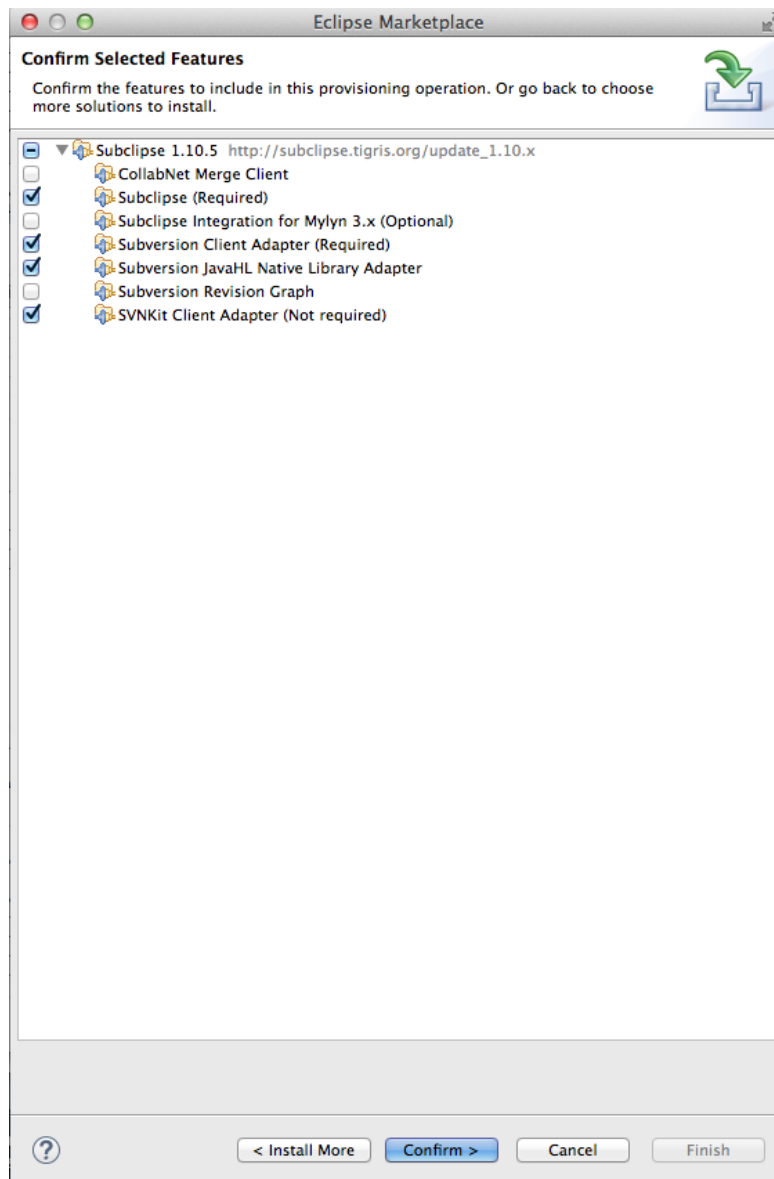 Eclipse Marketplace
Confirm Selected Features
Confirm the features to include in this provisioning operation. Or go back to choose
more solutions to install.
Subclipse 1.10.5 http://subclipse.tigris.org/update_1.10.x
CollabNet Merge Client
Subclipse (Required)
Subclipse Integration for Mylyn 3.x (Optional)
Subversion Client Adapter (Required)
Subversion JavaHL Native Library Adapter
Subversion Revision Graph
SVNKit Client Adapter (Not required)
? < Install More Confirm > Cancel Finish